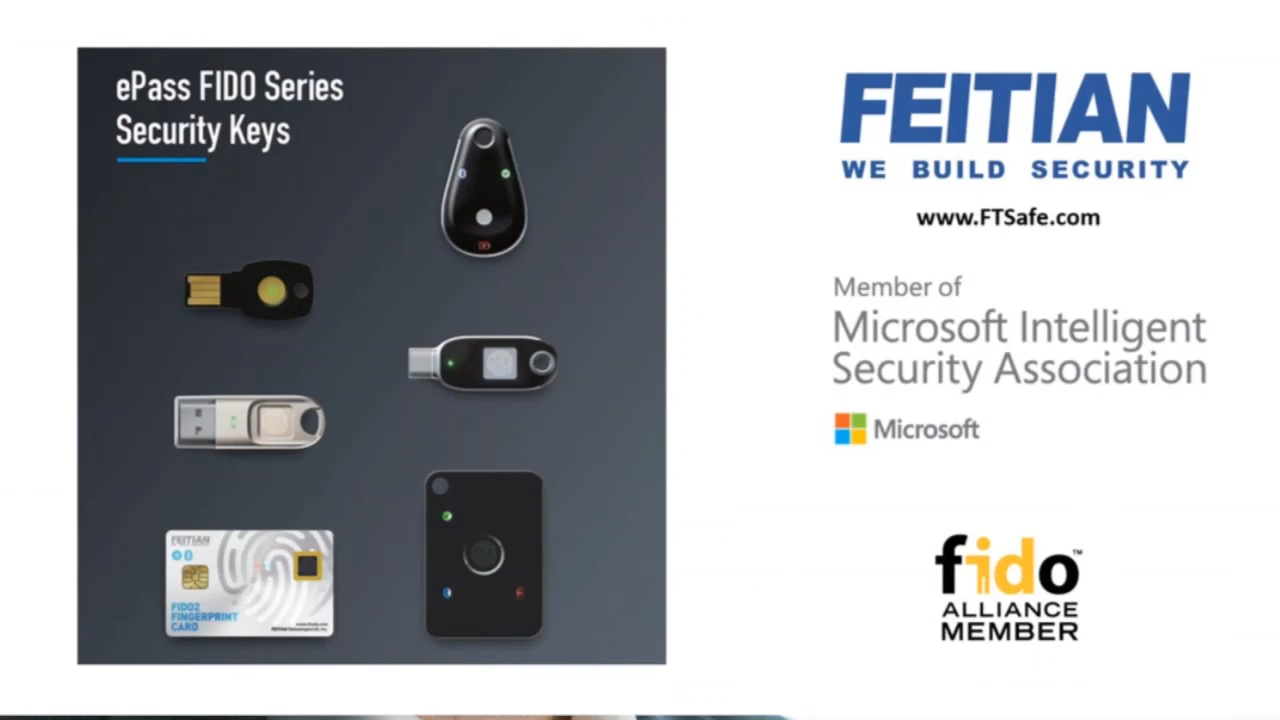 ePass FIDO Series
Security Keys
FEITIAN
FIDO2
FINGERPRINT
CARD
FEITIAN
WE BUILD SECURITY
www.FTSafe.com
Member of
Microsoft Intelligent
Security Association
Microsoft
fido™
ALLIANCE
MEMBER